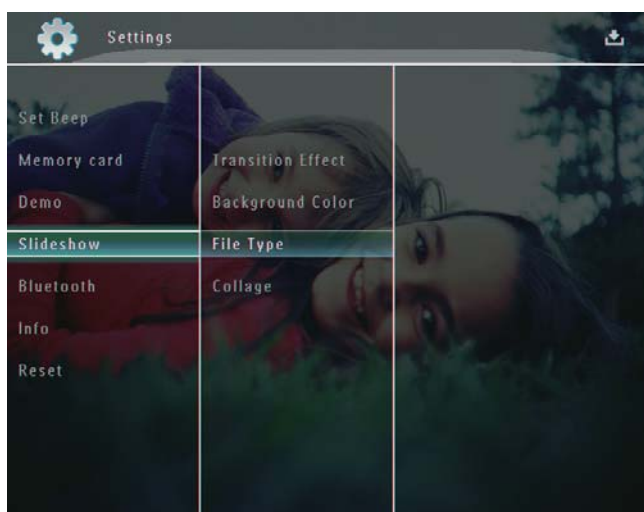 Settings
Set Beep
Memory card
Demo
Slideshow
Bluetooth
Info
Reset
Transition Effect
Background Color
File Type
Collage